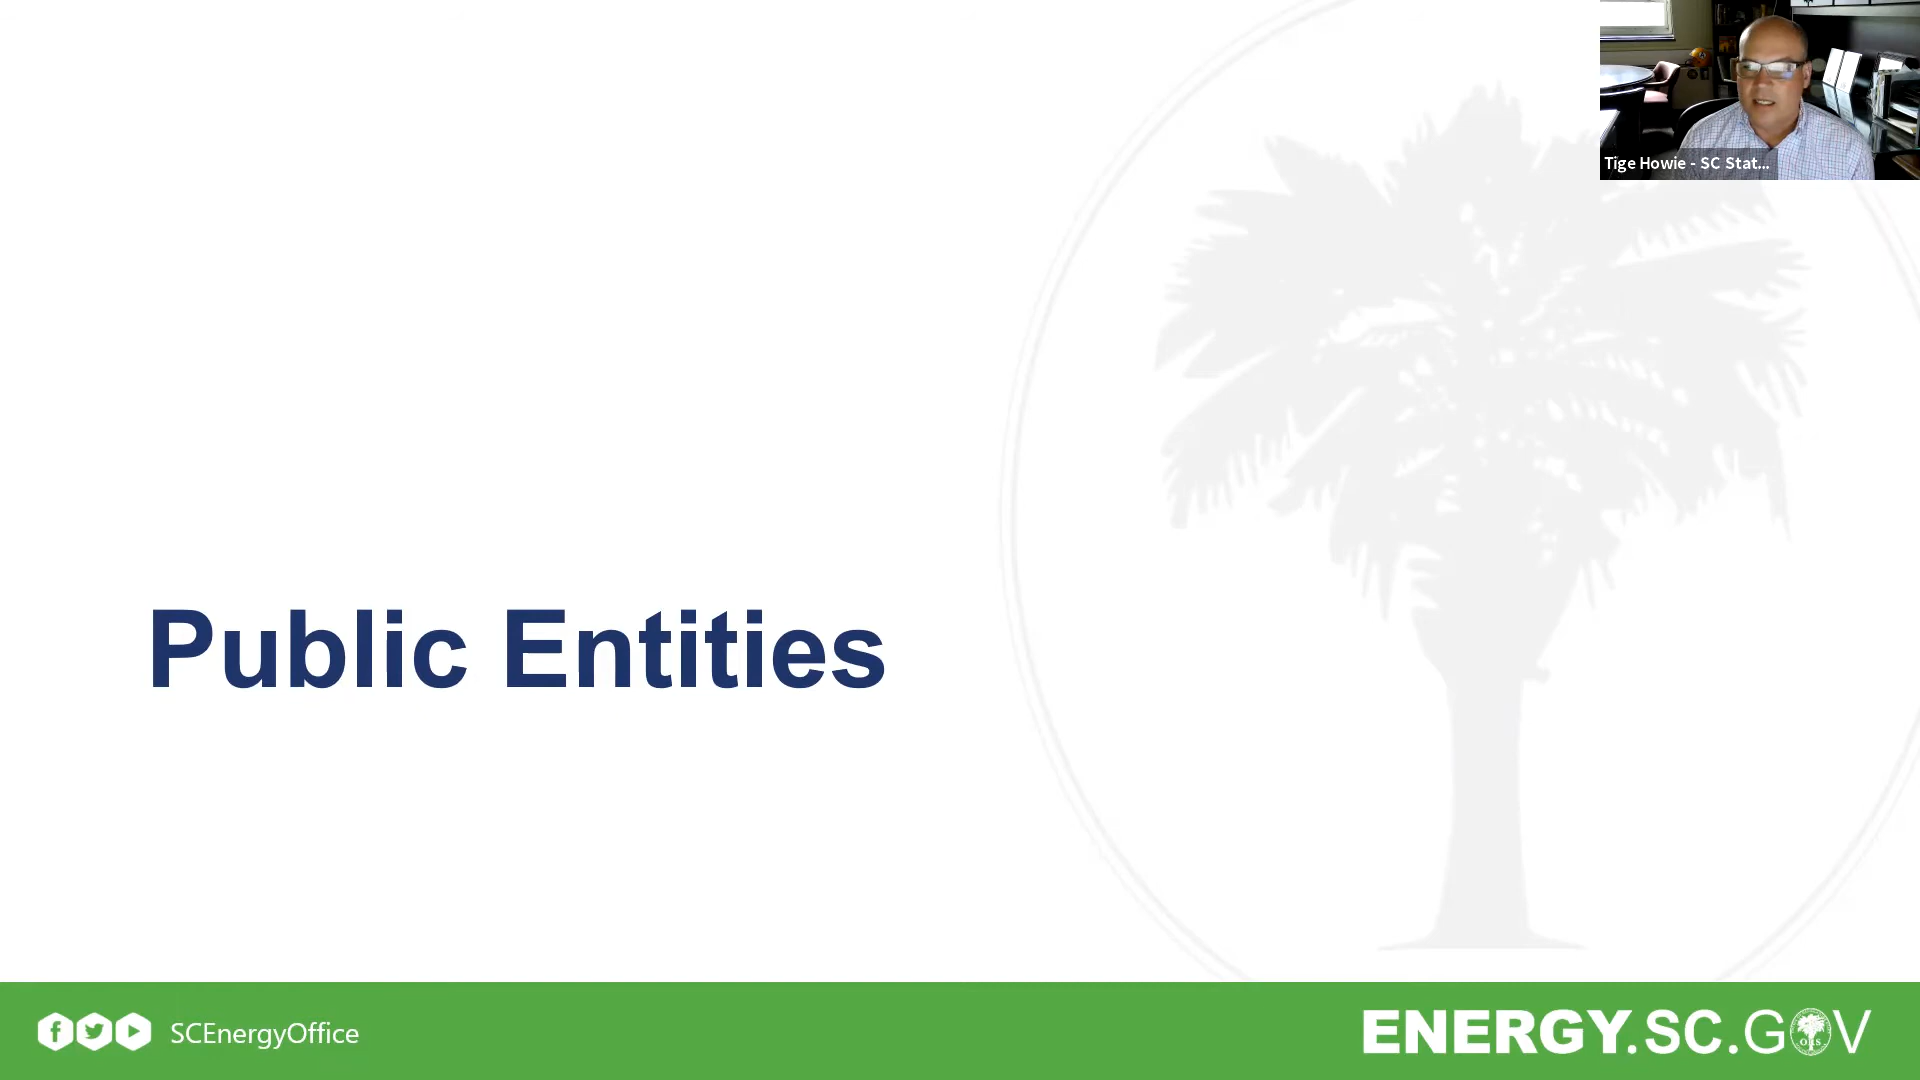 Tige Howie - SC Stat...
Public Entities
SCEnergyOffice
ENERGY.SC.GOV